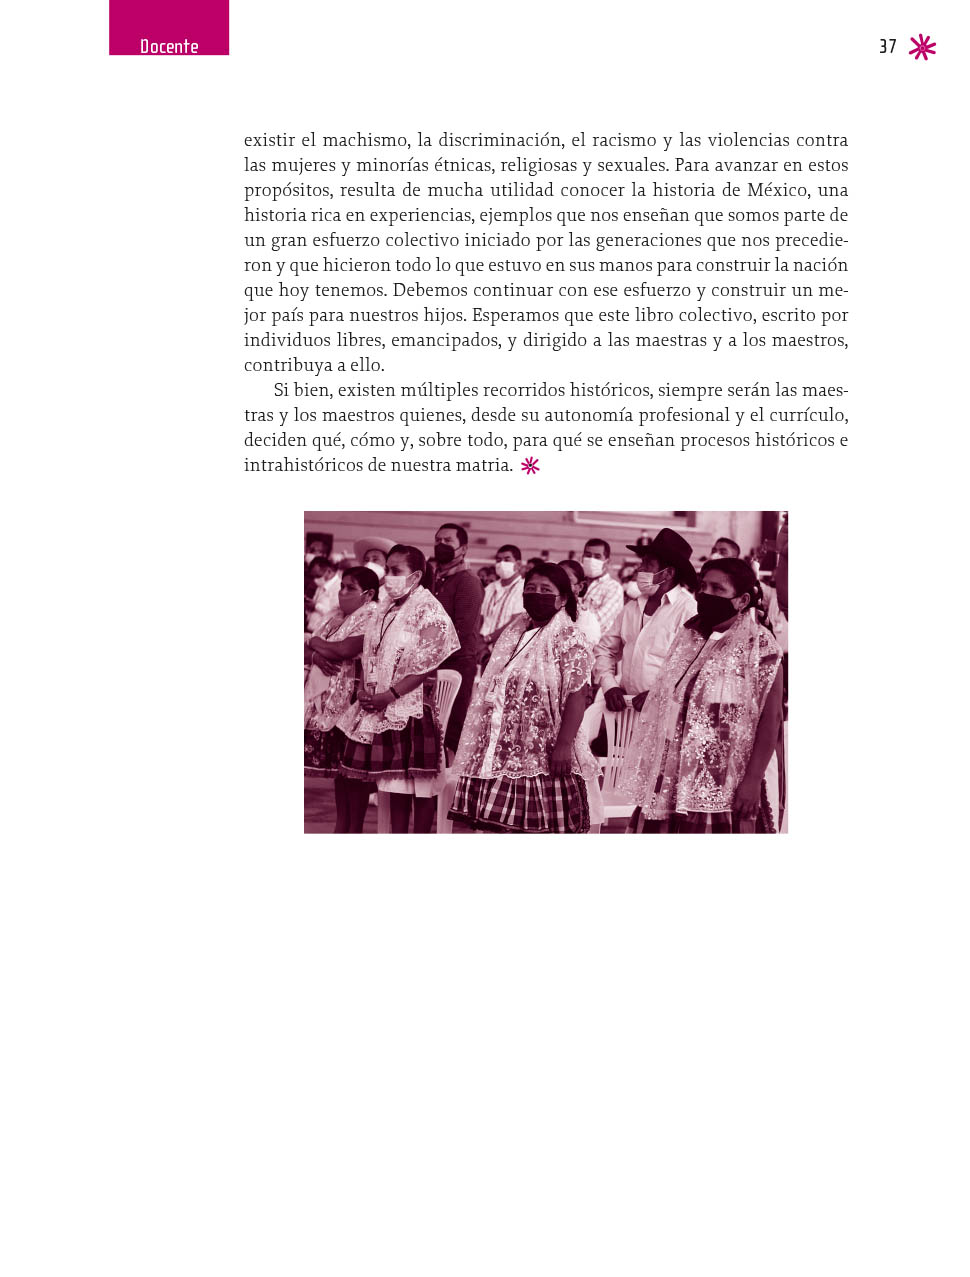 Docente
37
existir el machismo, la discriminación, el racismo y las violencias contra
las mujeres y minorías étnicas, religiosas y sexuales. Para avanzar en estos
propósitos, resulta de mucha utilidad conocer la historia de México, una
historia rica en experiencias, ejemplos que nos enseñan que somos parte de
un gran esfuerzo colectivo iniciado por las generaciones que nos precedie-
ron y que hicieron todo lo que estuvo en sus manos para construir la nación
que hoy tenemos. Debemos continuar con ese esfuerzo y construir un me-
jor país para nuestros hijos. Esperamos que este libro colectivo, escrito por
individuos libres, emancipados, y dirigido a las maestras y a los maestros,
contribuya a ello.
Si bien, existen múltiples recorridos históricos, siempre serán las maes-
tras y los maestros quienes, desde su autonomía profesional y el currículo,
deciden qué, cómo y, sobre todo, para qué se enseñan procesos históricos e
intrahistóricos de nuestra matria.